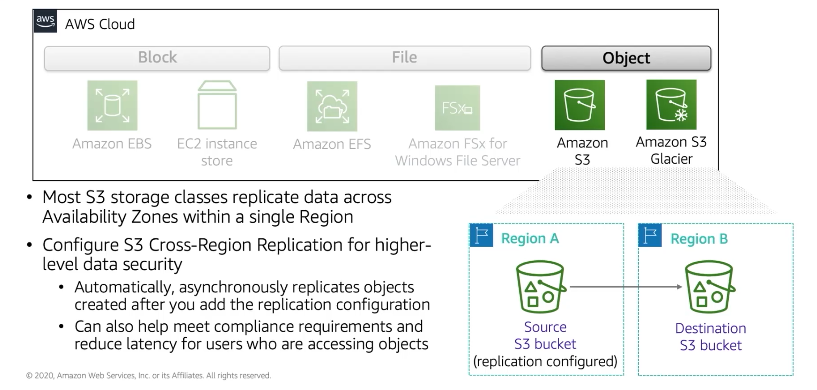 aws
AWS Cloud
Block
File
Object
Amazon EBS
EC2 instance
store
Amazon EFS
FSx
Amazon FSx for
Windows File Server
Amazon
S3
Amazon S3
Glacier
• Most S3 storage classes replicate data across
Availability Zones within a single Region
• Configure S3 Cross-Region Replication for higher-
level data security
• Automatically, asynchronously replicates objects
created after you add the replication configuration
• Can also help meet compliance requirements and
reduce latency for users who are accessing objects
Region A
Source
S3 bucket
(replication configured)
Region B
Destination
S3 bucket
© 2020, Amazon Web Services, Inc. or its Affiliates. All rights reserved.